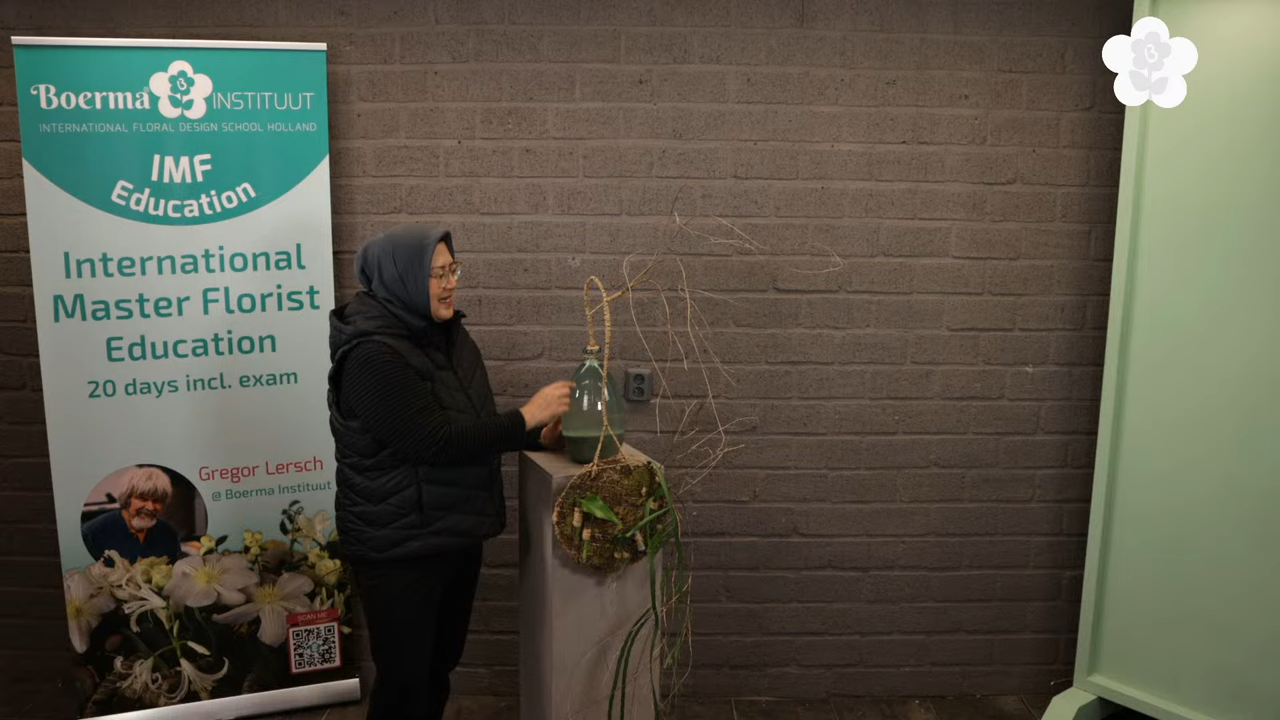 Boerma INSTITUUT
INTERNATIONAL FLORAL DESIGN SCHOOL HOLLAND
IMF
Education
International
Master Florist
Education
20 days incl. exam
Gregor Lersch
@ Boerma Instituut
SCAN ME